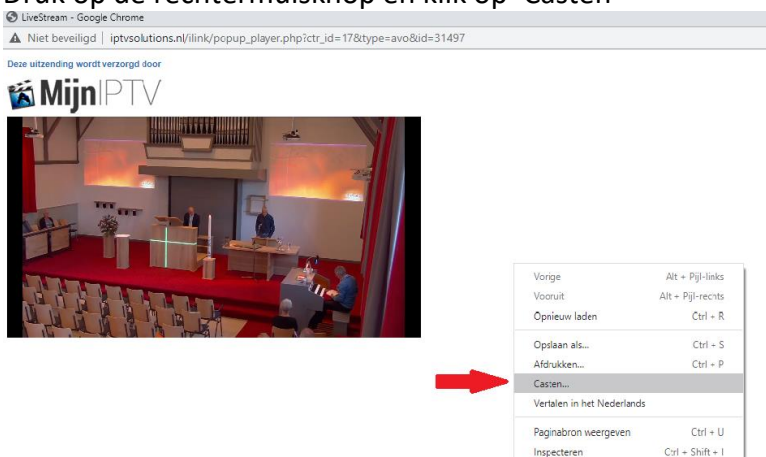 Druk op de rechtermuisknop en klik op 'Casten'
LiveStream - Google Chrome
Niet beveiligd | iptvsolutions.nl/ilink/popup_player.php?ctr_id=17&type=avo&id=31497
Deze uitzending wordt verzorgd door
MijnIPTV
Vorige Alt + Pijl-links
Vooruit Alt + Pijl-rechts
Opnieuw laden Ctrl + R
Opslaan als... Ctrl + S
Afdrukken... Ctrl + P
Casten...
Vertalen in het Nederlands
Paginabron weergeven Ctrl + U
Inspecteren Ctrl + Shift + I